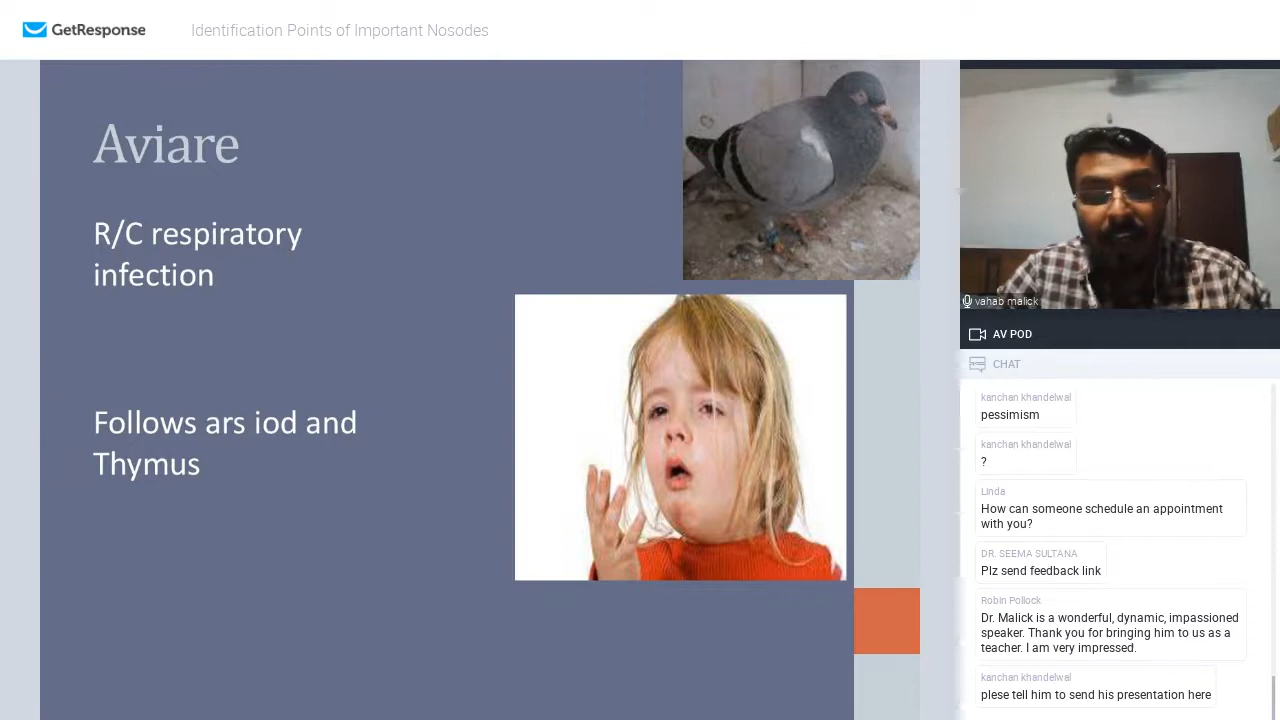 GetResponse
Identification Points of Important Nosodes
Aviare
R/C respiratory
infection
Follows ars iod and
Thymus
vahab malick
AV POD
CHAT
kanchan khandelwal
pessimism
kanchan khandelwal
?
Linda
How can someone schedule an appointment
with you?
DR. SEEMA SULTANA
Plz send feedback link
Robin Pollock
Dr. Malick is a wonderful, dynamic, impassioned
speaker. Thank you for bringing him to us as a
teacher. I am very impressed.
kanchan khandelwal
plese tell him to send his presentation here